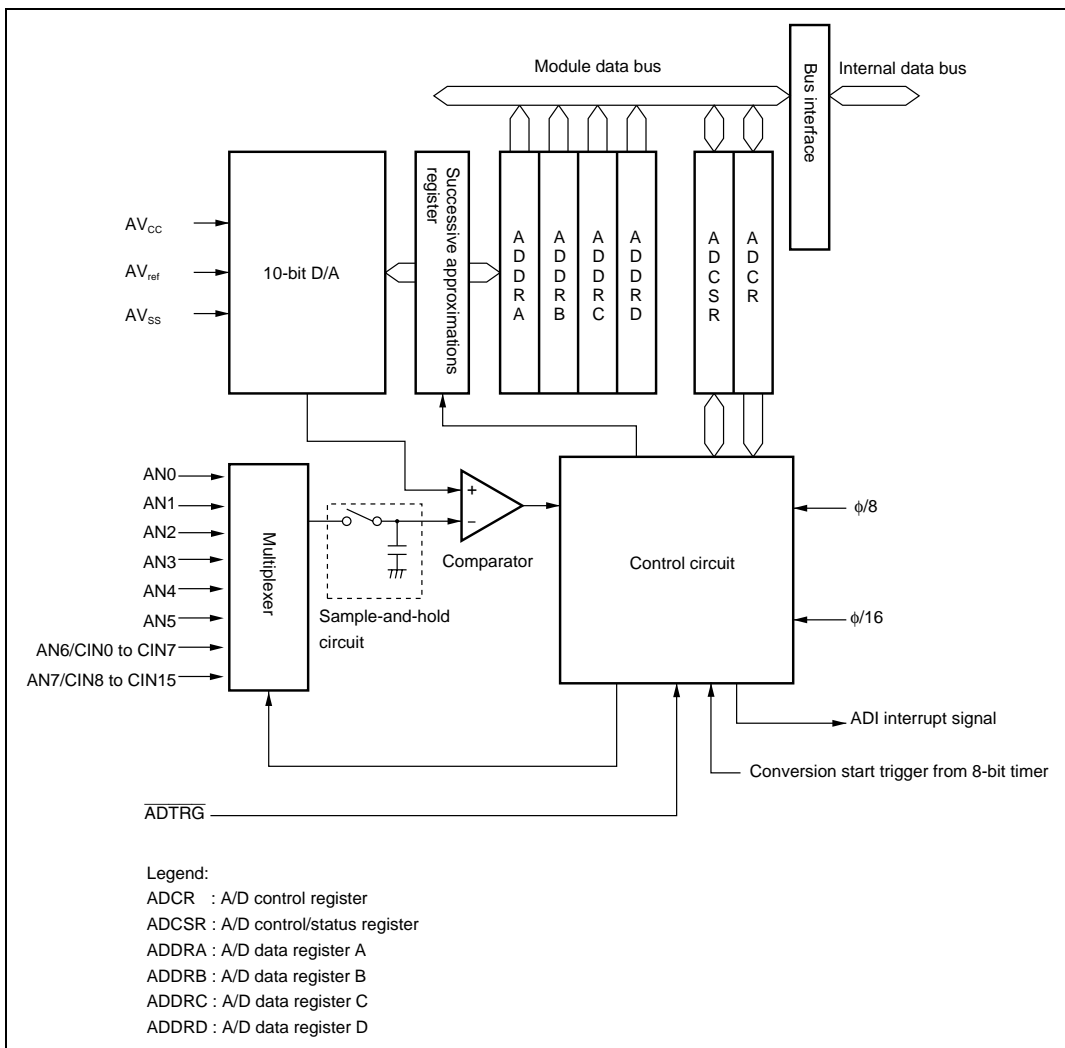 Module data bus
Internal data bus
Bus interface
Successive approximations
register
ADDRA
ADDRB
ADDRC
ADDRD
ADCSR
ADCR
AVCC
AVref
AVSS
10-bit D/A
AN0
AN1
AN2
AN3
AN4
AN5
AN6/CIN0 to CIN7
AN7/CIN8 to CIN15
Multiplexer
+
−
Comparator
Sample-and-hold
circuit
Control circuit
ϕ/8
ϕ/16
ADI interrupt signal
Conversion start trigger from 8-bit timer
ADTRG
Legend:
ADCR : A/D control register
ADCSR : A/D control/status register
ADDRA : A/D data register A
ADDRB : A/D data register B
ADDRC : A/D data register C
ADDRD : A/D data register D